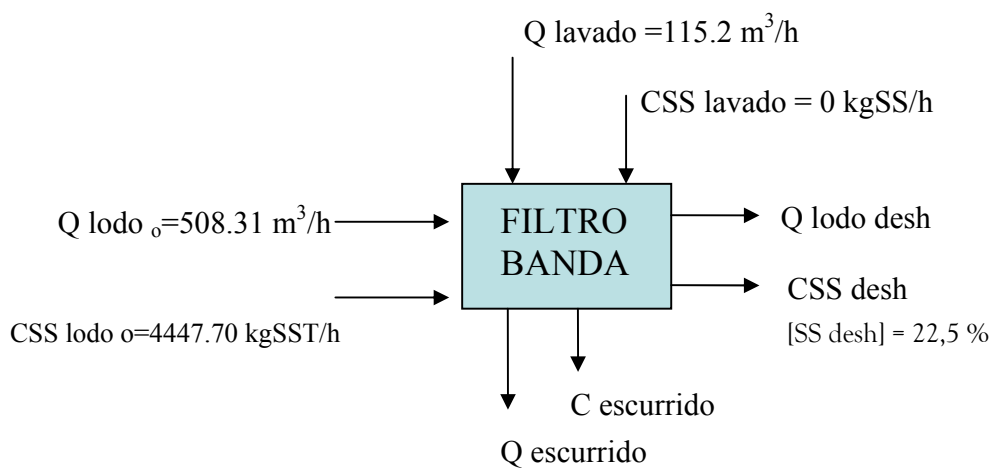 Q lavado =115.2 m³/h
CSS lavado = 0 kgSS/h
Q lodo ₒ=508.31 m³/h
FILTRO
BANDA
Q lodo desh
CSS lodo o=4447.70 kgSST/h
CSS desh
[SS desh] = 22,5 %
C escurrido
Q escurrido